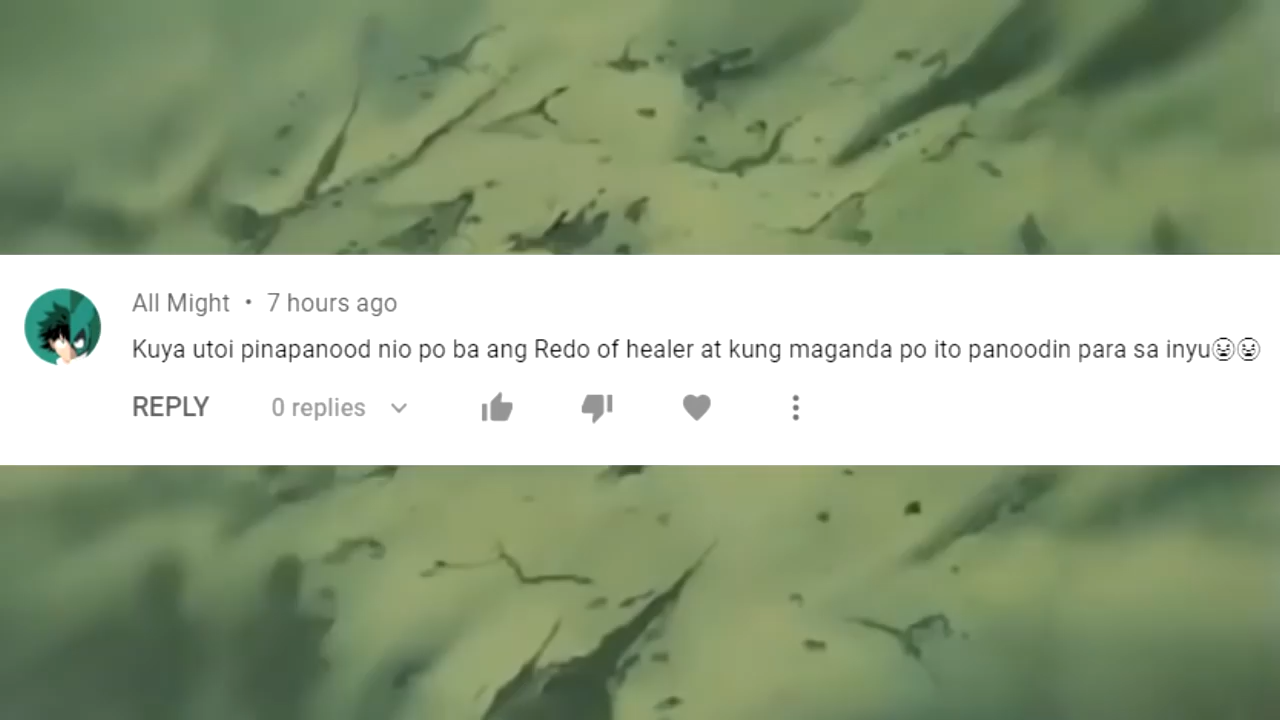 All Might • 7 hours ago
Kuya utoi pinapanood nio po ba ang Redo of healer at kung maganda po ito panoodin para sa inyu😀😀
REPLY 0 replies